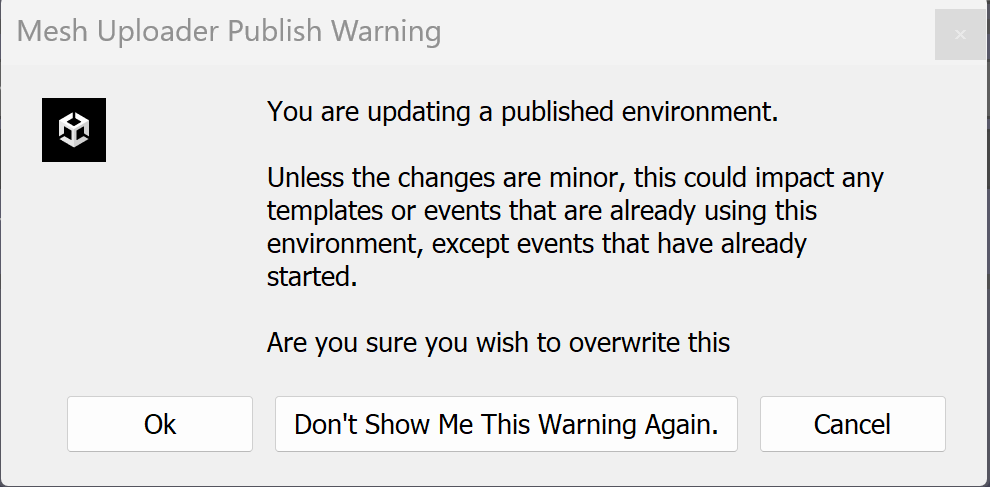 Mesh Uploader Publish Warning
You are updating a published environment.
Unless the changes are minor, this could impact any
templates or events that are already using this
environment, except events that have already
started.
Are you sure you wish to overwrite this
Ok
Don't Show Me This Warning Again.
Cancel